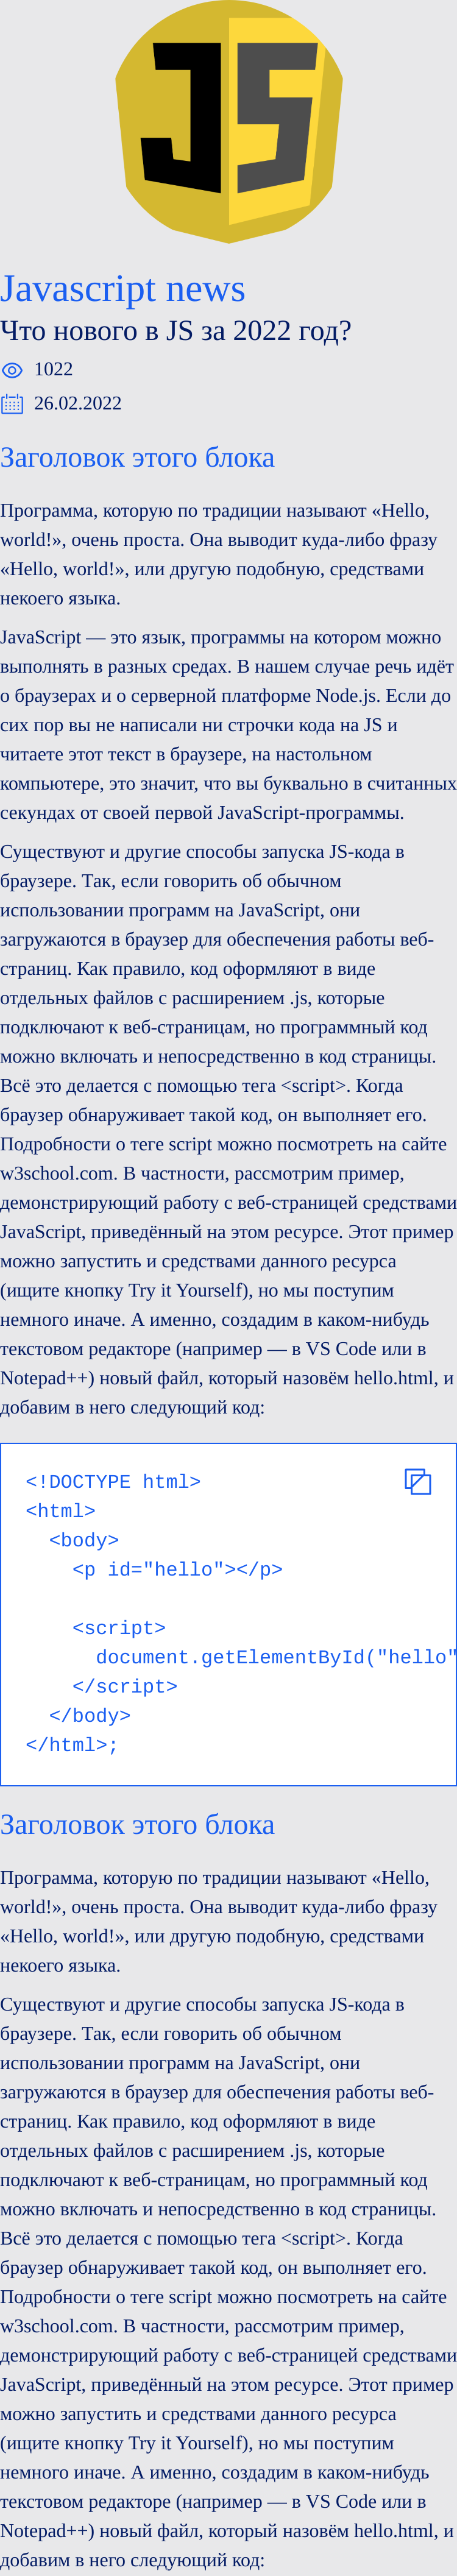 JS
Javascript news
Что нового в JS за 2022 год?
1022
26.02.2022
Заголовок этого блока
Программа, которую по традиции называют «Hello,
world!», очень проста. Она выводит куда-либо фразу
«Hello, world!», или другую подобную, средствами
некоего языка.
JavaScript — это язык, программы на котором можно
выполнять в разных средах. В нашем случае речь идёт
о браузерах и о серверной платформе Node.js. Если до
сих пор вы не написали ни строчки кода на JS и
читаете этот текст в браузере, на настольном
компьютере, это значит, что вы буквально в считанных
секундах от своей первой JavaScript-программы.
Существуют и другие способы запуска JS-кода в
браузере. Так, если говорить об обычном
использовании программ на JavaScript, они
загружаются в браузер для обеспечения работы веб-
страниц. Как правило, код оформляют в виде
отдельных файлов с расширением .js, которые
подключают к веб-страницам, но программный код
можно включать и непосредственно в код страницы.
Всё это делается с помощью тега <script>. Когда
браузер обнаруживает такой код, он выполняет его.
Подробности о теге script можно посмотреть на сайте
w3school.com. В частности, рассмотрим пример,
демонстрирующий работу с веб-страницей средствами
JavaScript, приведённый на этом ресурсе. Этот пример
можно запустить и средствами данного ресурса
(ищите кнопку Try it Yourself), но мы поступим
немного иначе. А именно, создадим в каком-нибудь
текстовом редакторе (например — в VS Code или в
Notepad++) новый файл, который назовём hello.html, и
добавим в него следующий код:
<!DOCTYPE html>
<html>
  <body>
    <p id="hello"></p>

    <script>
      document.getElementById("hello"
    </script>
  </body>
</html>;
Заголовок этого блока
Программа, которую по традиции называют «Hello,
world!», очень проста. Она выводит куда-либо фразу
«Hello, world!», или другую подобную, средствами
некоего языка.
Существуют и другие способы запуска JS-кода в
браузере. Так, если говорить об обычном
использовании программ на JavaScript, они
загружаются в браузер для обеспечения работы веб-
страниц. Как правило, код оформляют в виде
отдельных файлов с расширением .js, которые
подключают к веб-страницам, но программный код
можно включать и непосредственно в код страницы.
Всё это делается с помощью тега <script>. Когда
браузер обнаруживает такой код, он выполняет его.
Подробности о теге script можно посмотреть на сайте
w3school.com. В частности, рассмотрим пример,
демонстрирующий работу с веб-страницей средствами
JavaScript, приведённый на этом ресурсе. Этот пример
можно запустить и средствами данного ресурса
(ищите кнопку Try it Yourself), но мы поступим
немного иначе. А именно, создадим в каком-нибудь
текстовом редакторе (например — в VS Code или в
Notepad++) новый файл, который назовём hello.html, и
добавим в него следующий код: